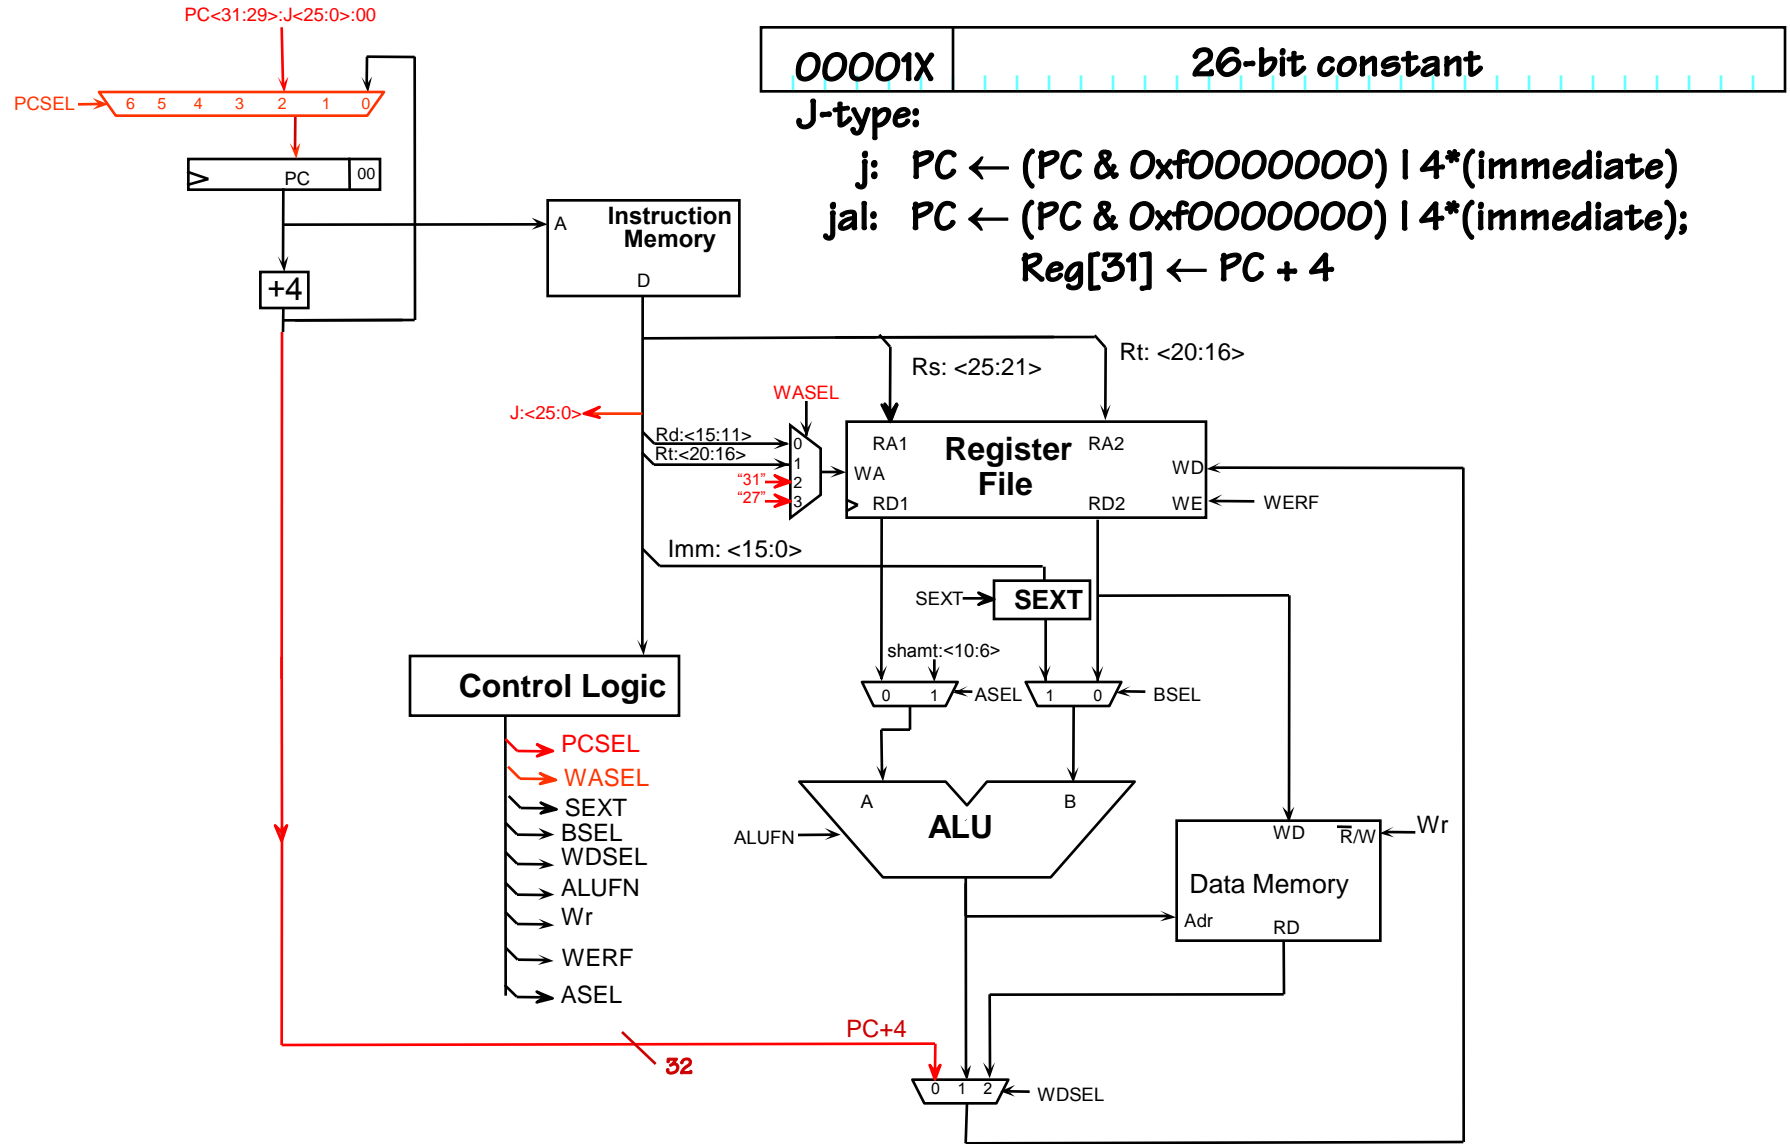 PC<31:29>:J<25:0>:00
00001X 26-bit constant
J-type:
j: PC ← (PC & 0xf0000000) | 4*(immediate)
jal: PC ← (PC & 0xf0000000) | 4*(immediate);
Reg[31] ← PC + 4
PCSEL 6 5 4 3 2 1 0
PC 00
+4
A Instruction
Memory
D
Rs: <25:21>
Rt: <20:16>
WASEL
J:<25:0>
Rd:<15:11> 0
Rt:<20:16> 1
“31” 2
“27” 3
RA1 Register RA2
File
WA WD
RD1 RD2 WE WERF
Imm: <15:0>
SEXT SEXT
shamt:<10:6>
0 1 ASEL 1 0 BSEL
Control Logic
PCSEL
WASEL
SEXT
BSEL
WDSEL
ALUFN
Wr
WERF
ASEL
A B
ALU
ALUFN
WD R/W Wr
Data Memory
Adr
RD
PC+4
32
0 1 2 WDSEL